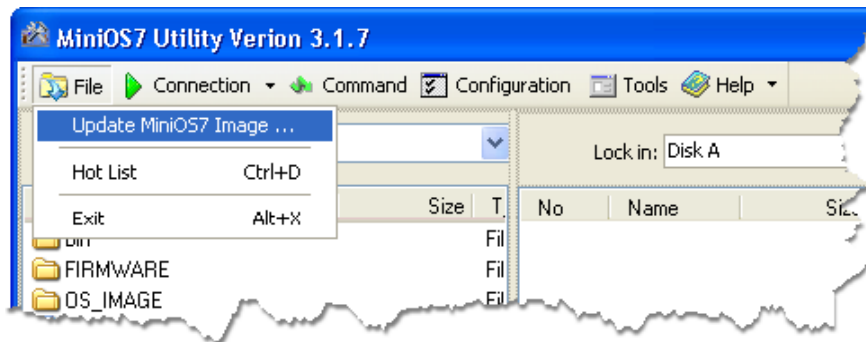 MiniOS7 Utility Verion 3.1.7
File Connection Command Configuration Tools Help
Update MiniOS7 Image ...
Lock in: Disk A
Hot List Ctrl+D
Size T No Name
Exit Alt+X
Fil
FIRMWARE Fil
OS_IMAGE Fil